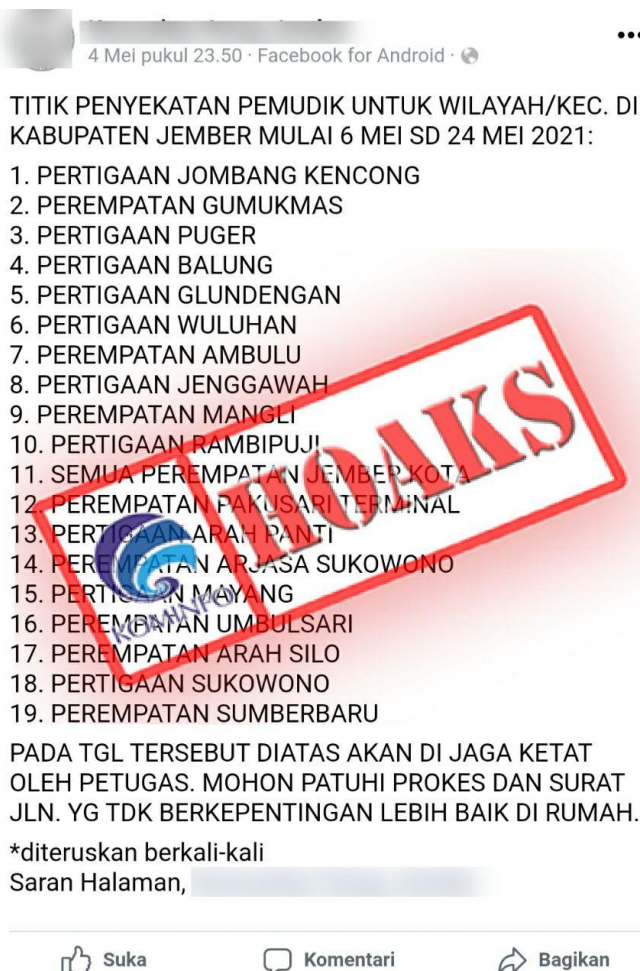 4 Mei pukul 23.50 · Facebook for Android ·
TITIK PENYEKATAN PEMUDIK UNTUK WILAYAH/KEC. DI
KABUPATEN JEMBER MULAI 6 MEI SD 24 MEI 2021:
1. PERTIGAAN JOMBANG KENCONG
2. PEREMPATAN GUMUKMAS
3. PERTIGAAN PUGER
4. PERTIGAAN BALUNG
5. PERTIGAAN GLUNDENGAN
6. PERTIGAAN WULUHAN
7. PEREMPATAN AMBULU
8. PERTIGAAN JENGGAWAH
9. PEREMPATAN MANGLI
10. PERTIGAAN RAMBIPUJI
11. SEMUA PEREMPATAN JEMBER KOTA
12. PEREMPATAN PAKUSARI TERMINAL
13. PERTIGAAN ARAH PANTI
14. PEREMPATAN ARJASA SUKOWONO
15. PERTIGAAN MAYANG
16. PEREMPATAN UMBULSARI
17. PEREMPATAN ARAH SILO
18. PERTIGAAN SUKOWONO
19. PEREMPATAN SUMBERBARU
HOAKS
KOMINFO
PADA TGL TERSEBUT DIATAS AKAN DI JAGA KETAT
OLEH PETUGAS. MOHON PATUHI PROKES DAN SURAT
JLN. YG TDK BERKEPENTINGAN LEBIH BAIK DI RUMAH.
*diteruskan berkali-kali
Saran Halaman,
Suka
Komentari
Bagikan